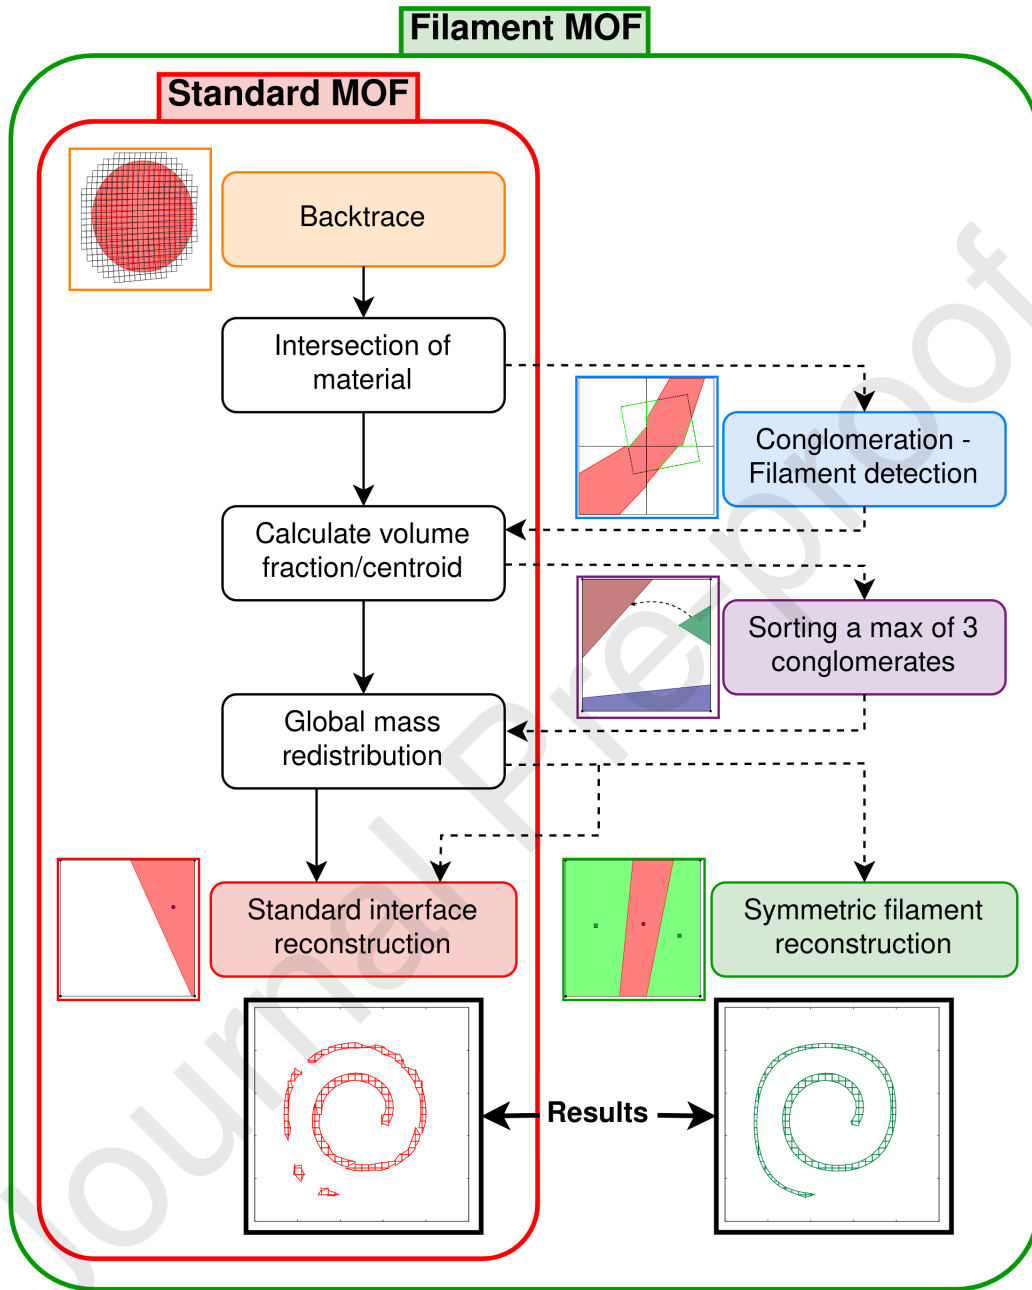 Filament MOF
Standard MOF
Backtrace
Intersection of
material
Conglomeration -
Filament detection
Calculate volume
fraction/centroid
Sorting a max of 3
conglomerates
Global mass
redistribution
Standard interface
reconstruction
Symmetric filament
reconstruction
Results
Journal Pre-proof